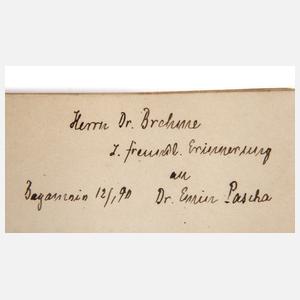 Herrn Dr. Brehme
z. freundl. Erinnerung
an
Bagamoio 12/1,90 Dr. Emin Pascha